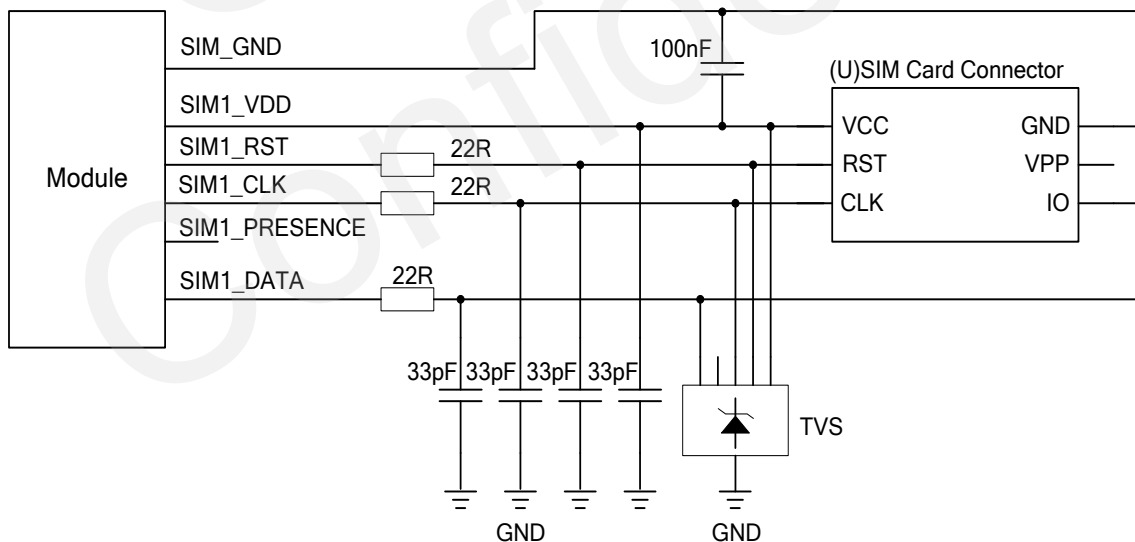 SIM_GND
100nF
(U)SIM Card Connector
SIM1_VDD
VCC GND
SIM1_RST
22R
RST VPP
Module
SIM1_CLK
22R
CLK IO
SIM1_PRESENCE
SIM1_DATA
22R
33pF 33pF 33pF 33pF
TVS
GND GND